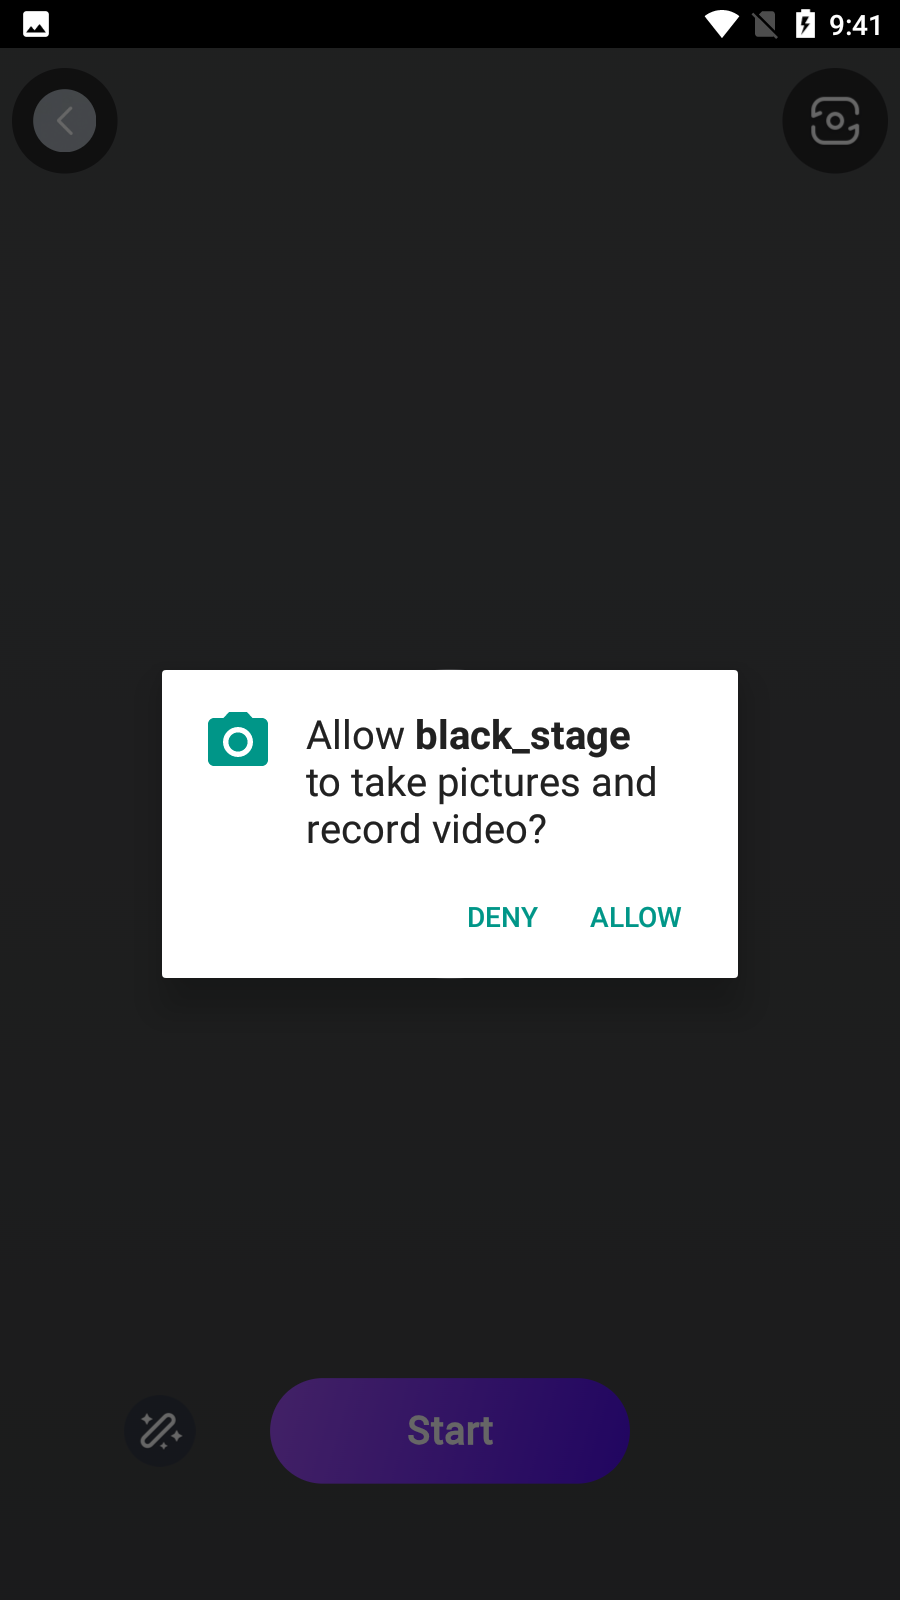 9:41
Allow black_stage
to take pictures and
record video?
DENY ALLOW
Start